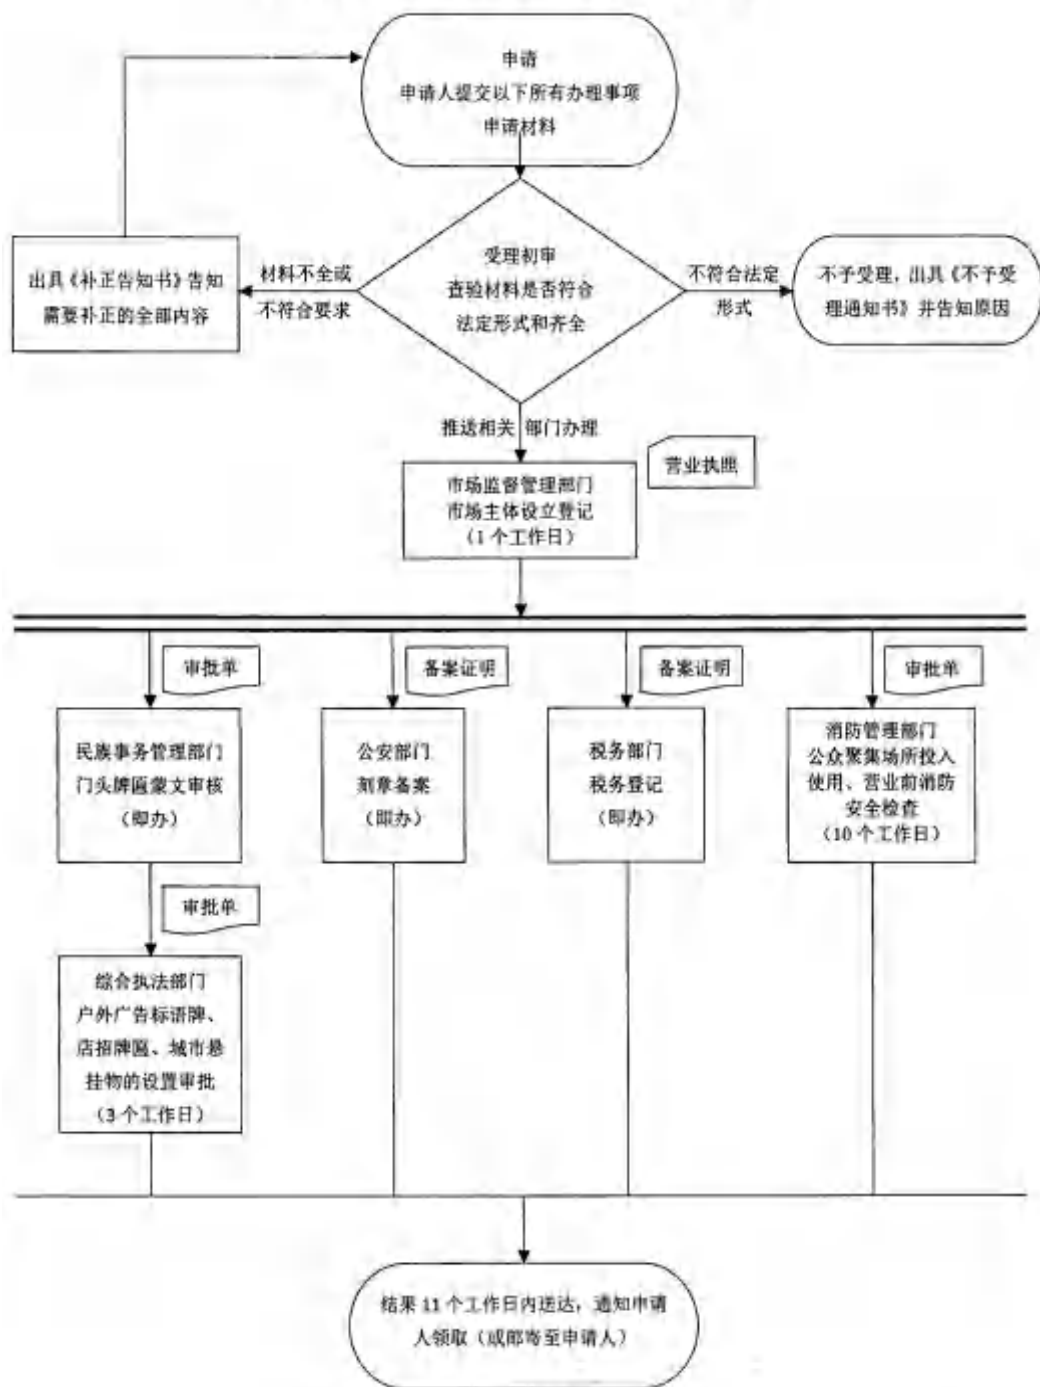 申请
申请人提交以下所有办理事项
申请材料
受理初审
查验材料是否符合
法定形式和齐全
材料不全或
不符合要求
出具《补正告知书》告知
需要补正的全部内容
不符合法定
形式
不予受理，出具《不予受
理通知书》并告知原因
推送相关 部门办理
营业执照
市场监督管理部门
市场主体设立登记
（1 个工作日）
审批单
备案证明
备案证明
审批单
民族事务管理部门
门头牌匾蒙文审核
（即办）
公安部门
刻章备案
（即办）
税务部门
税务登记
（即办）
消防管理部门
公众聚集场所投入
使用、营业前消防
安全检查
（10 个工作日）
审批单
综合执法部门
户外广告标语牌、
店招牌匾、城市悬
挂物的设置审批
（3 个工作日）
结果 11 个工作日内送达，通知申请
人领取（或邮寄至申请人）